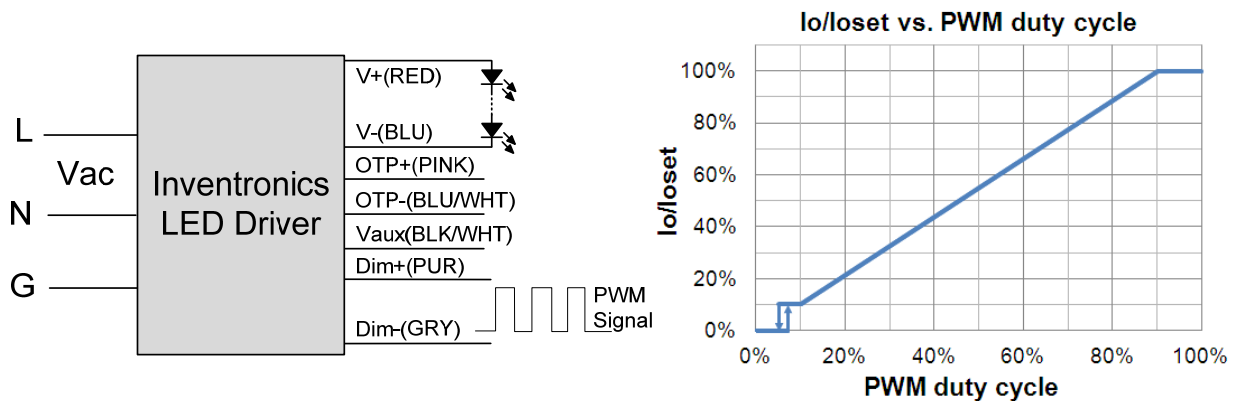 L
Vac
N
G
Inventronics
LED Driver
V+(RED)
V-(BLU)
OTP+(PINK)
OTP-(BLU/WHT)
Vaux(BLK/WHT)
Dim+(PUR)
Dim-(GRY)
PWM
Signal
Io/Ioset vs. PWM duty cycle
Io/Ioset
100%
80%
60%
40%
20%
0%
0% 20% 40% 60% 80% 100%
PWM duty cycle